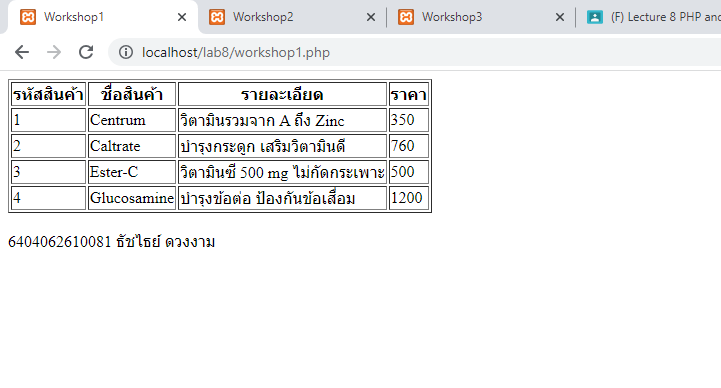 Workshop1 Workshop2 Workshop3 (F) Lecture 8 PHP and
localhost/lab8/workshop1.php
รหัสสินค้า ชื่อสินค้า รายละเอียด ราคา
1 Centrum วิตามินรวมจาก A ถึง Zinc 350
2 Caltrate บำรุงกระดูก เสริมวิตามินดี 760
3 Ester-C วิตามินซี 500 mg ไม่กัดกระเพาะ 500
4 Glucosamine บำรุงข้อต่อ ป้องกันข้อเสื่อม 1200
6404062610081 ธัชไธย์ ดวงงาม